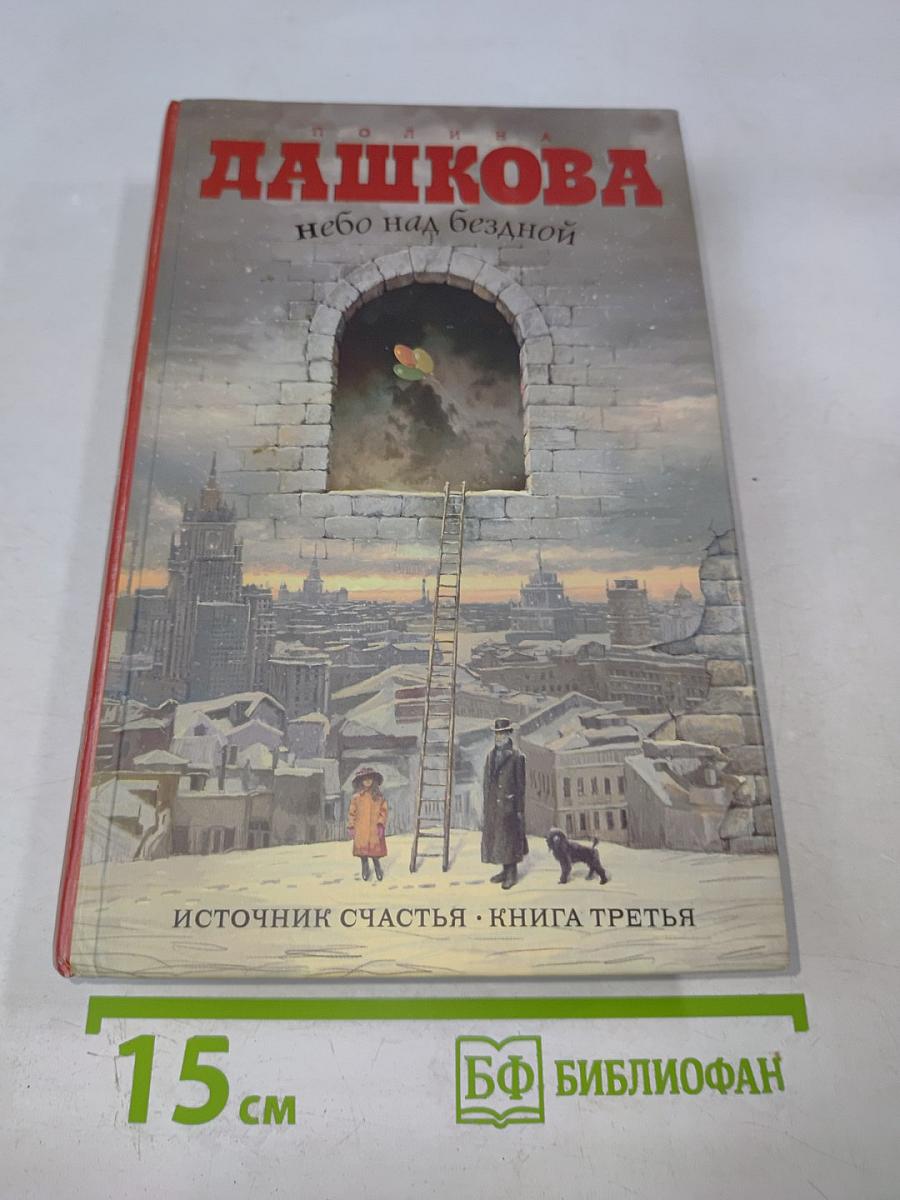 ПОЛИНА
ДАШКОВА
небо над бездной
ИСТОЧНИК СЧАСТЬЯ · КНИГА ТРЕТЬЯ
15 см
БФ БИБЛИОФАН